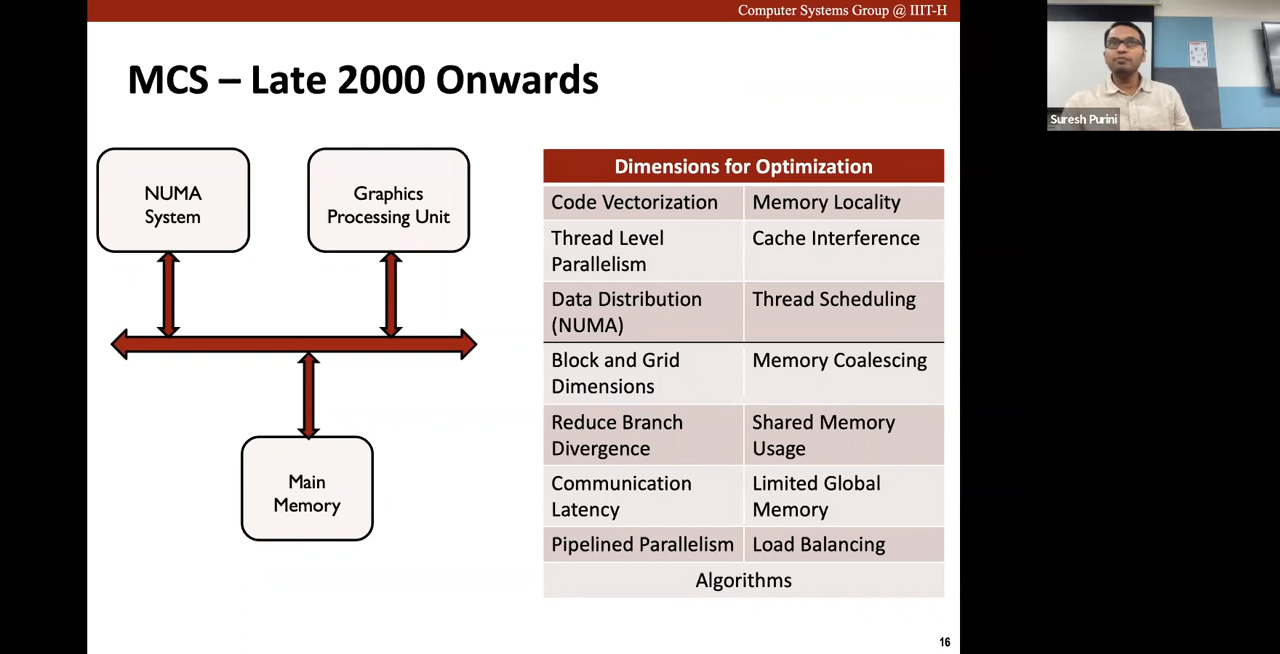 Computer Systems Group @ IIIT-H
MCS – Late 2000 Onwards
Suresh Purini
NUMA
System
Graphics
Processing Unit
Main
Memory
Dimensions for Optimization
Code Vectorization
Memory Locality
Thread Level
Parallelism
Cache Interference
Data Distribution
(NUMA)
Thread Scheduling
Block and Grid
Dimensions
Memory Coalescing
Reduce Branch
Divergence
Shared Memory
Usage
Communication
Latency
Limited Global
Memory
Pipelined Parallelism
Load Balancing
Algorithms
16